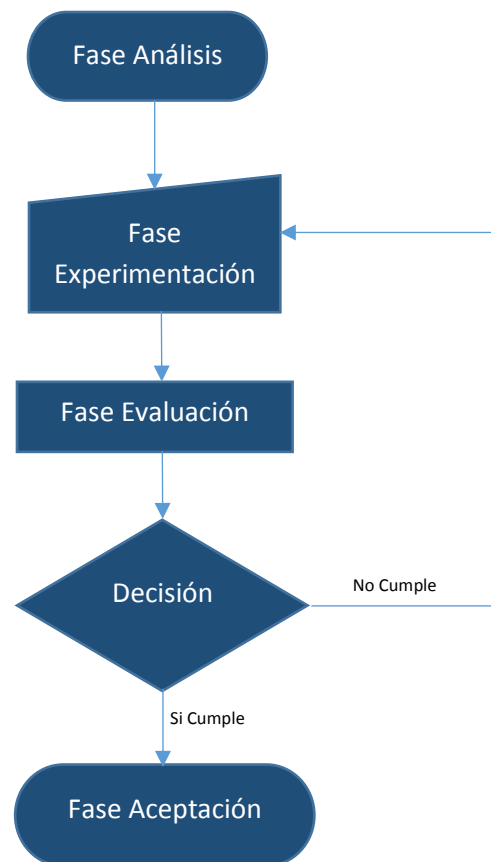 Fase Análisis
Fase
Experimentación
Fase Evaluación
Decisión
No Cumple
Si Cumple
Fase Aceptación